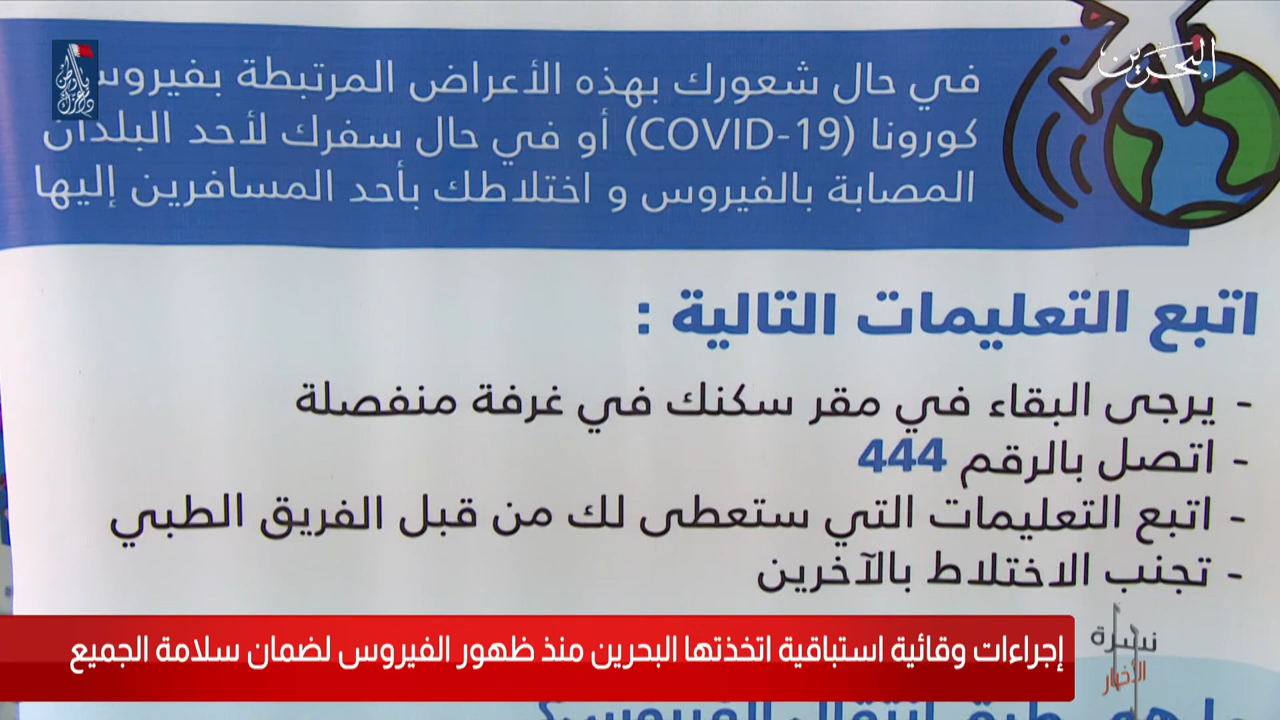 البحرين
في حال شعورك بهذه الأعراض المرتبطة بفيروس
كورونا (COVID-19) أو في حال سفرك لأحد البلدان
المصابة بالفيروس و اختلاطك بأحد المسافرين إليها
اتبع التعليمات التالية :
- يرجى البقاء في مقر سكنك في غرفة منفصلة
- اتصل بالرقم 444
- اتبع التعليمات التي ستعطى لك من قبل الفريق الطبي
- تجنب الاختلاط بالآخرين
نشرة
الأخبار
إجراءات وقائية استباقية اتخذتها البحرين منذ ظهور الفيروس لضمان سلامة الجميع